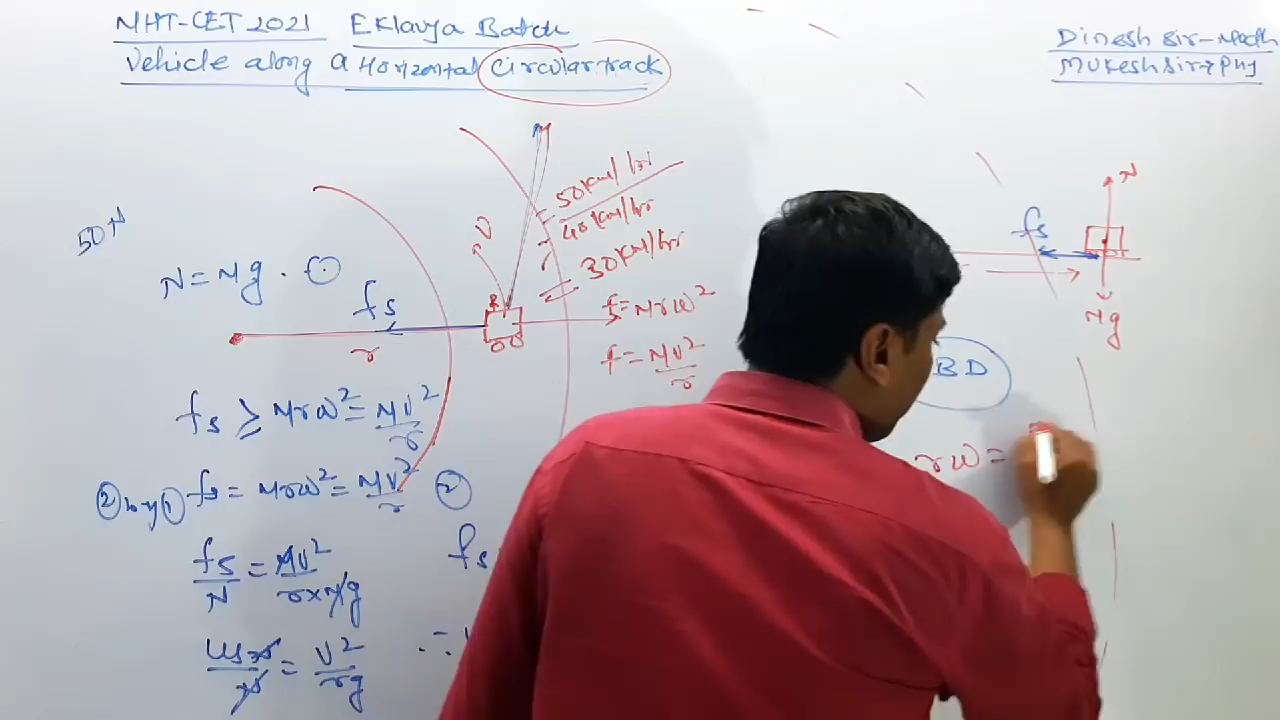 MHT-CET 2021 Eklavya Batch
Vehicle along a Horizontal Circular track
Dinesh sir - Math
Mukesh sir → Phy
50 N
N = Mg . ①
fs
r
v
50 Km/hr
40 Km/hr
30 Km/hr
f = Mrω²
f = Mv²/r
fs ≥ Mrω² = Mv²/r
② by ① fs = Mrω² = Mv²/r ②
fs/N = Mv²/r×Mg
fs
∴
v²/rg
N
fs
Mg
BD
rω =